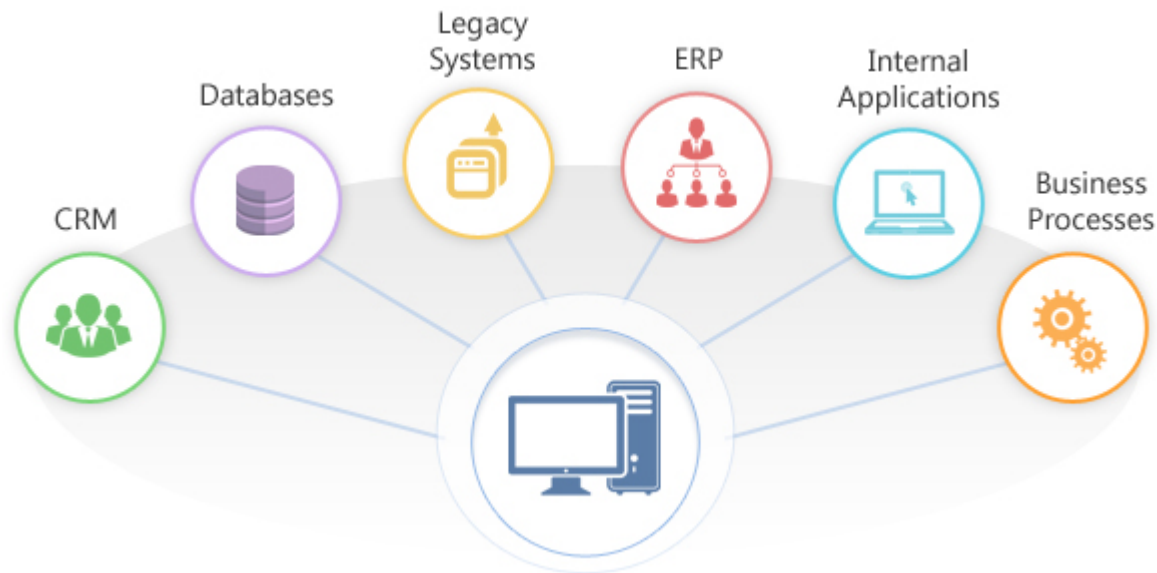 CRM
Databases
Legacy
Systems
ERP
Internal
Applications
Business
Processes